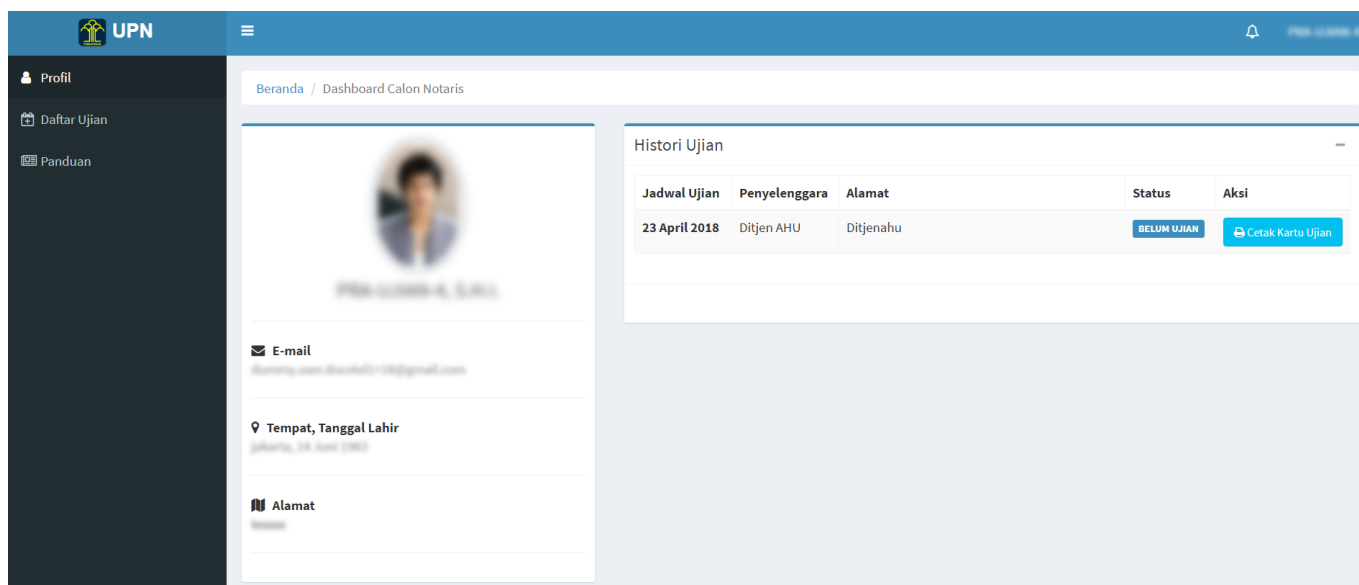 UPN
Profil
Daftar Ujian
Panduan
Beranda / Dashboard Calon Notaris
E-mail
Tempat, Tanggal Lahir
Alamat
Histori Ujian
Jadwal Ujian Penyelenggara Alamat Status Aksi
23 April 2018 Ditjen AHU Ditjenahu BELUM UJIAN Cetak Kartu Ujian